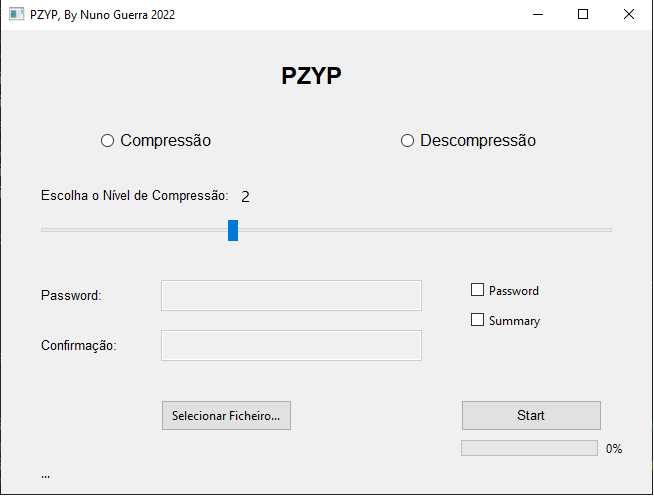 PZYP, By Nuno Guerra 2022
PZYP
Compressão
Descompressão
Escolha o Nível de Compressão: 2
Password:
Password
Summary
Confirmação:
Selecionar Ficheiro...
Start
0%
...